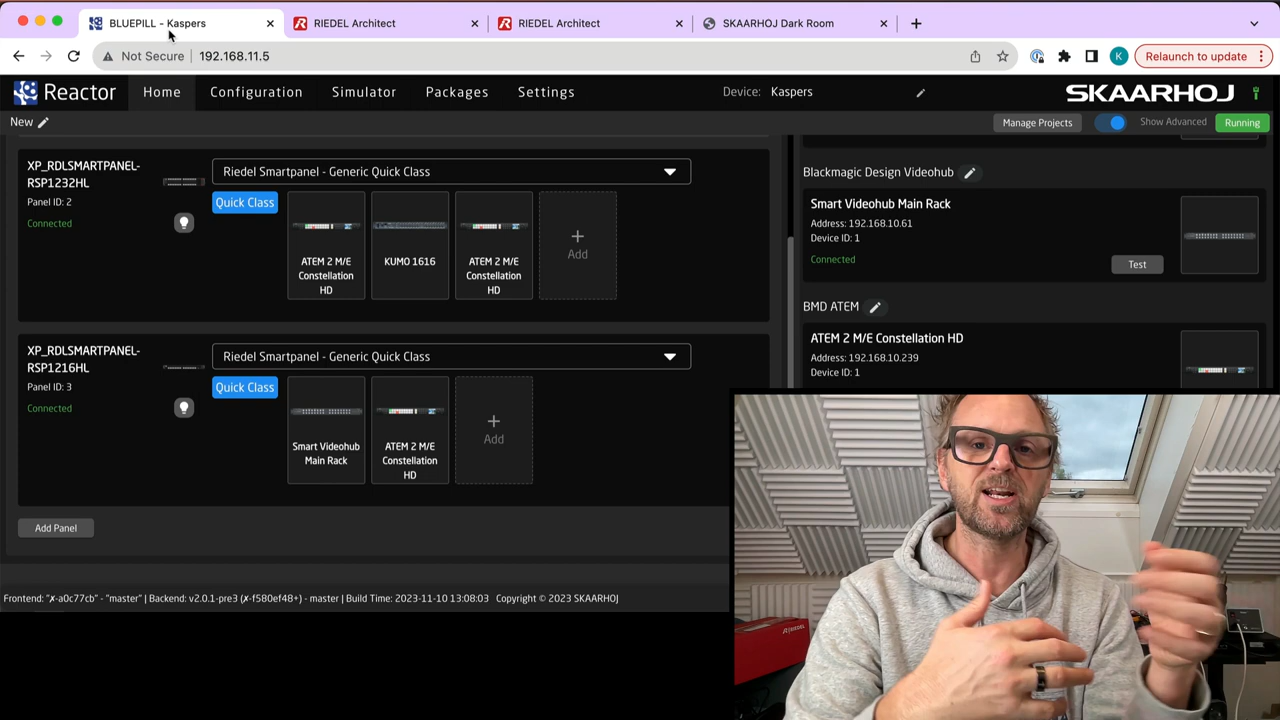 BLUEPILL - Kaspers
RIEDEL Architect
RIEDEL Architect
SKAARHOJ Dark Room
Not Secure
192.168.11.5
K
Relaunch to update
Reactor
Home
Configuration
Simulator
Packages
Settings
Device:
Kaspers
SKAARHOJ
New
Manage Projects
Show Advanced
Running
XP_RDLSMARTPANEL-
RSP1232HL
Panel ID: 2
Connected
Riedel Smartpanel - Generic Quick Class
Quick Class
ATEM 2 M/E
Constellation
HD
KUMO 1616
ATEM 2 M/E
Constellation
HD
Add
XP_RDLSMARTPANEL-
RSP1216HL
Panel ID: 3
Connected
Riedel Smartpanel - Generic Quick Class
Quick Class
Smart Videohub
Main Rack
ATEM 2 M/E
Constellation
HD
Add
Add Panel
Blackmagic Design Videohub
Smart Videohub Main Rack
Address: 192.168.10.61
Device ID: 1
Connected
Test
BMD ATEM
ATEM 2 M/E Constellation HD
Address: 192.168.10.239
Device ID: 1
Frontend: "✗-a0c77cb" - "master" | Backend: v2.0.1-pre3 (✗-f580ef48+) - master | Build Time: 2023-11-10 13:08:03 Copyright © 2023 SKAARHOJ
RIEDEL